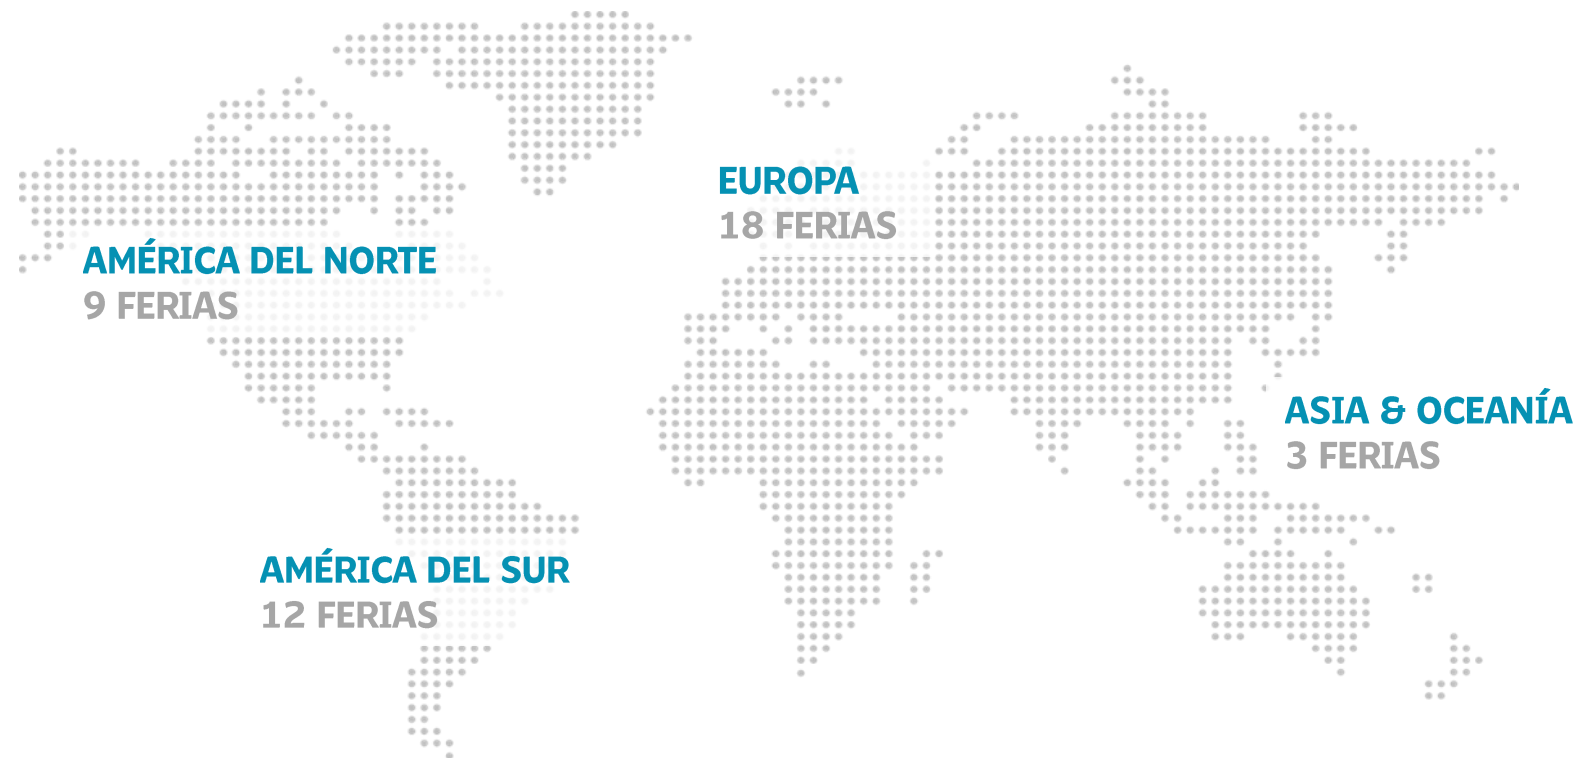 EUROPA
18 FERIAS
AMÉRICA DEL NORTE
9 FERIAS
ASIA & OCEANÍA
3 FERIAS
AMÉRICA DEL SUR
12 FERIAS